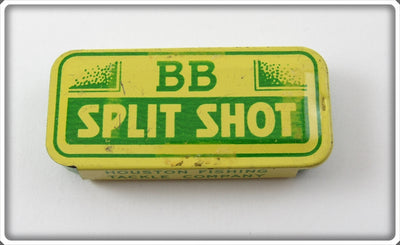 BB
SPLIT SHOT
HOUSTON FISHING
TACKLE COMPANY